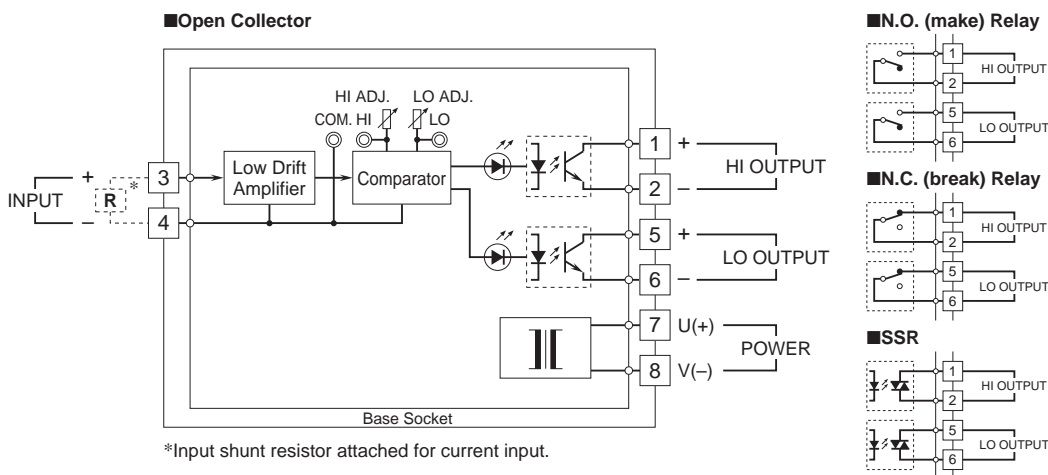 ■Open Collector
HI ADJ. LO ADJ.
COM. HI LO
INPUT
+
–
R
*
3
4
Low Drift
Amplifier
Comparator
1 +
2 –
HI OUTPUT
5 +
6 –
LO OUTPUT
7 U(+)
8 V(–)
POWER
Base Socket
*Input shunt resistor attached for current input.
■N.O. (make) Relay
1
2
HI OUTPUT
5
6
LO OUTPUT
■N.C. (break) Relay
1
2
HI OUTPUT
5
6
LO OUTPUT
■SSR
1
2
HI OUTPUT
5
6
LO OUTPUT